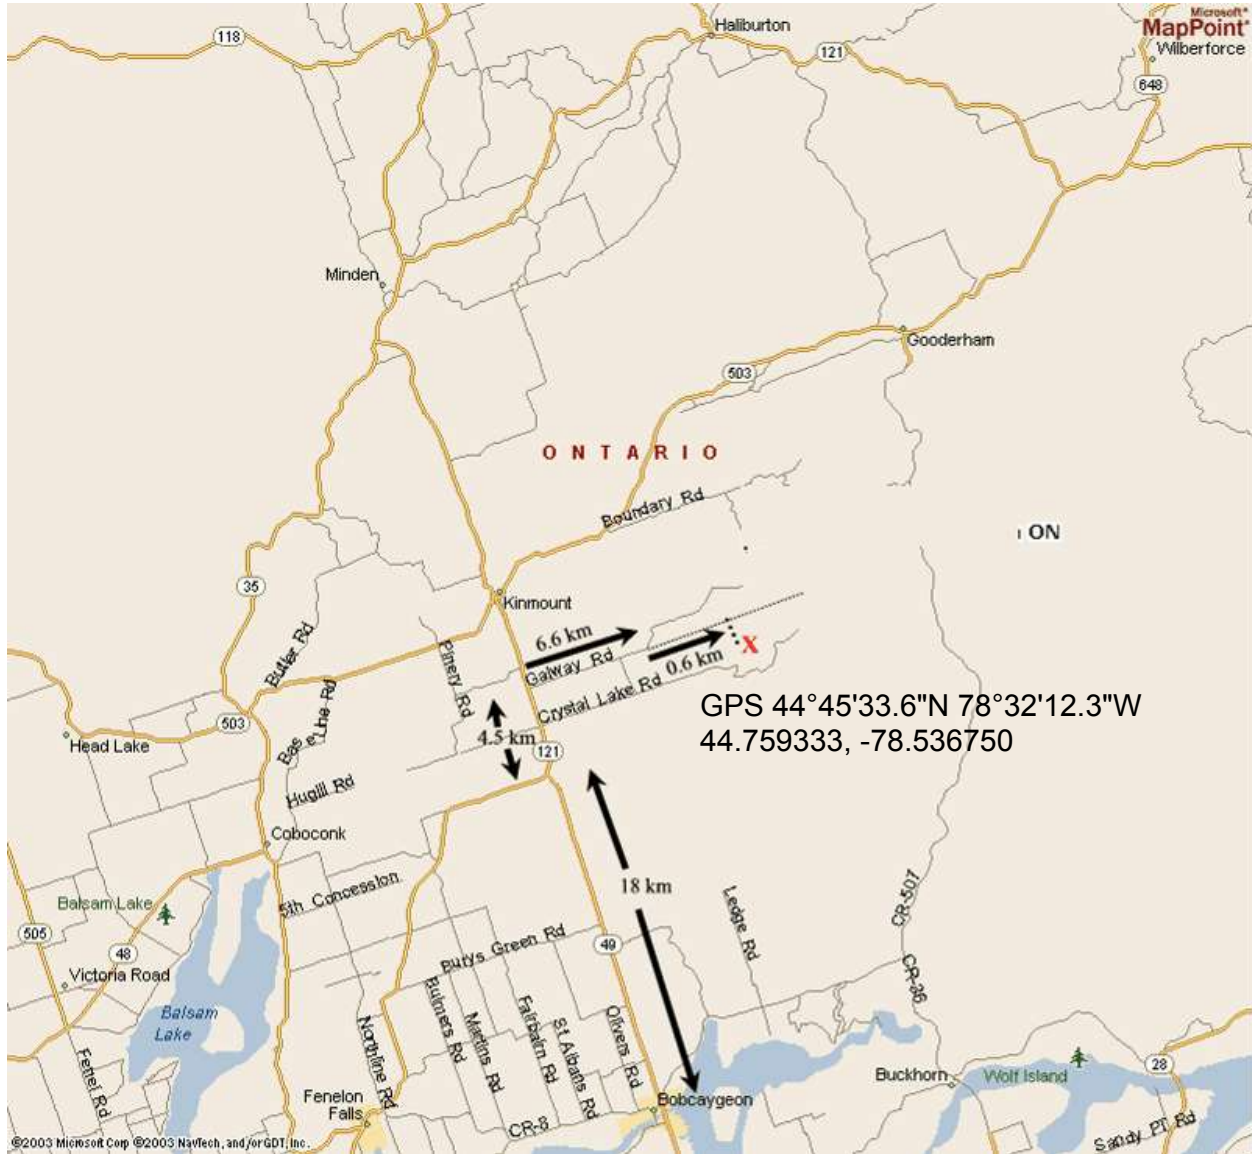 Microsoft®
MapPoint®
Haliburton
118
121
Wilberforce
648
Minden
Gooderham
503
ONTARIO
Boundary Rd
ON
35
Kinmount
6.6 km
Butler Rd
Pinery Rd
Galway Rd
0.6 km
X
Crystal Lake Rd
GPS 44°45'33.6"N 78°32'12.3"W
44.759333, -78.536750
503
Head Lake
4.5 km
121
Hugill Rd
Coboconk
18 km
5th Concession
Balsam Lake
Ledge Rd
CR-507
505
48
Burys Green Rd
49
Victoria Road
CR-36
Balsam
Lake
Bulmers Rd
Martins Rd
Fairbairn Rd
St Albans Rd
Olivers Rd
Northline Rd
Fettel Rd
Buckhorn
Wolf Island
28
Fenelon
Falls
Bobcaygeon
CR-8
Sandy PT Rd
©2003 Microsoft Corp ©2003 NavTech, and/or GDT, Inc.